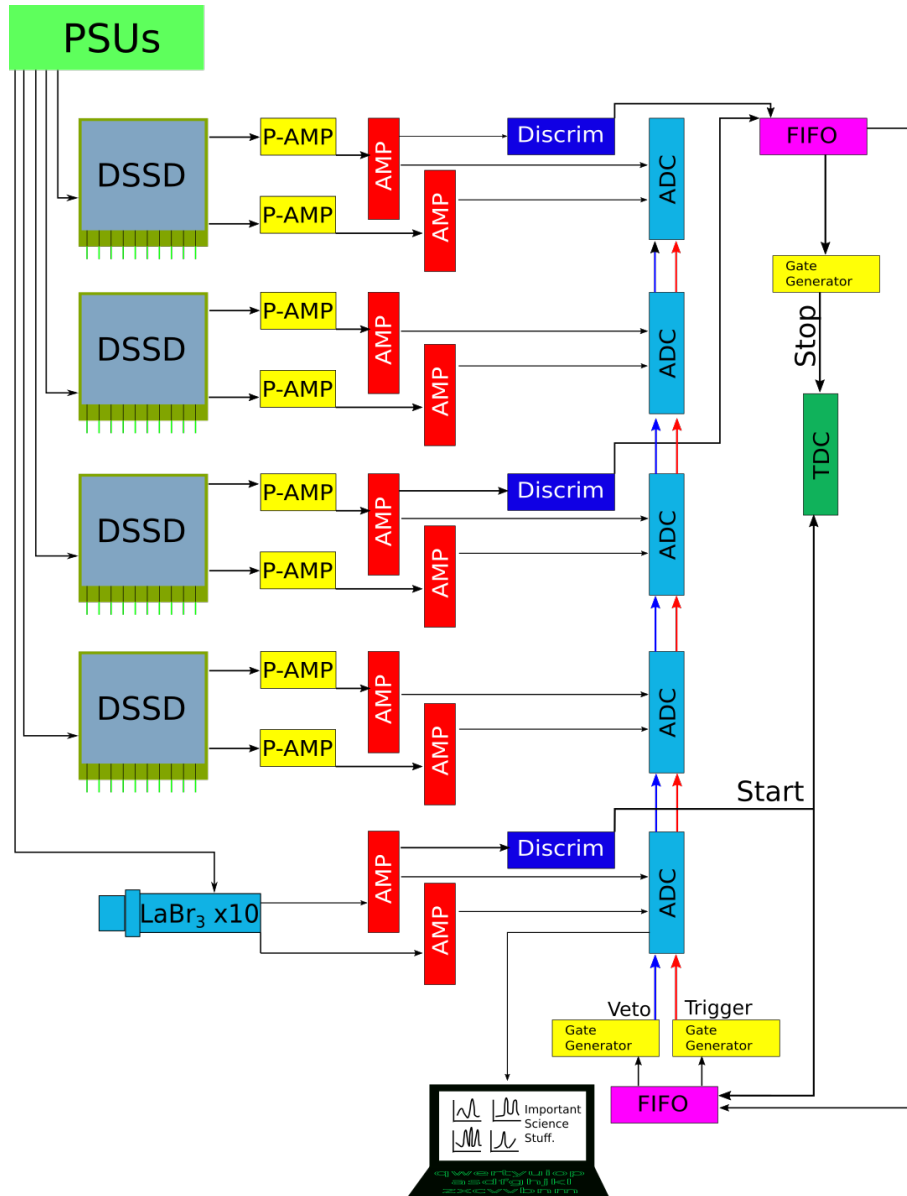 PSUs
DSSD
P-AMP
P-AMP
AMP
AMP
Discrim
ADC
FIFO
Gate
Generator
Stop
TDC
DSSD
P-AMP
P-AMP
AMP
AMP
ADC
DSSD
P-AMP
P-AMP
AMP
AMP
Discrim
ADC
DSSD
P-AMP
P-AMP
AMP
AMP
ADC
Start
LaBr₃ x10
AMP
AMP
Discrim
ADC
Veto
Trigger
Gate
Generator
Gate
Generator
FIFO
Important
Science
Stuff.
qwertyuiop
asdfghjkl
zxcvvbnm